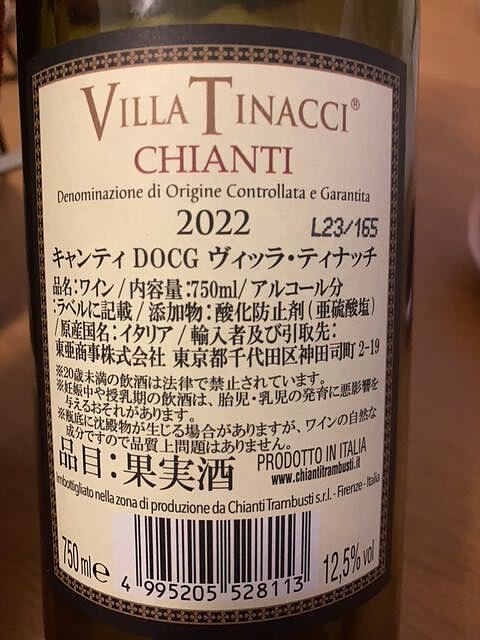 VILLA TINACCI®
CHIANTI
Denominazione di Origine Controllata e Garantita
2022
L23/165
キャンティ DOCG ヴィッラ・ティナッチ
品名:ワイン/内容量:750ml/アルコール分
:ラベルに記載/添加物:酸化防止剤(亜硫酸塩)
/原産国名:イタリア/輸入者及び引取先:
東亜商事株式会社 東京都千代田区神田司町 2-19
※20歳未満の飲酒は法律で禁止されています。
※妊娠中や授乳期の飲酒は、胎児・乳児の発育に悪影響を
与えるおそれがあります。
※瓶底に沈殿物が生じる場合がありますが、ワインの自然な
成分ですので品質上問題はありません。
品目:果実酒
PRODOTTO IN ITALIA
www.chiantitrambusti.it
Imbottigliato nella zona di produzione da Chianti Trambusti s.r.l. - Firenze - Italia
750 ml e
4 995205 528113
12,5% vol